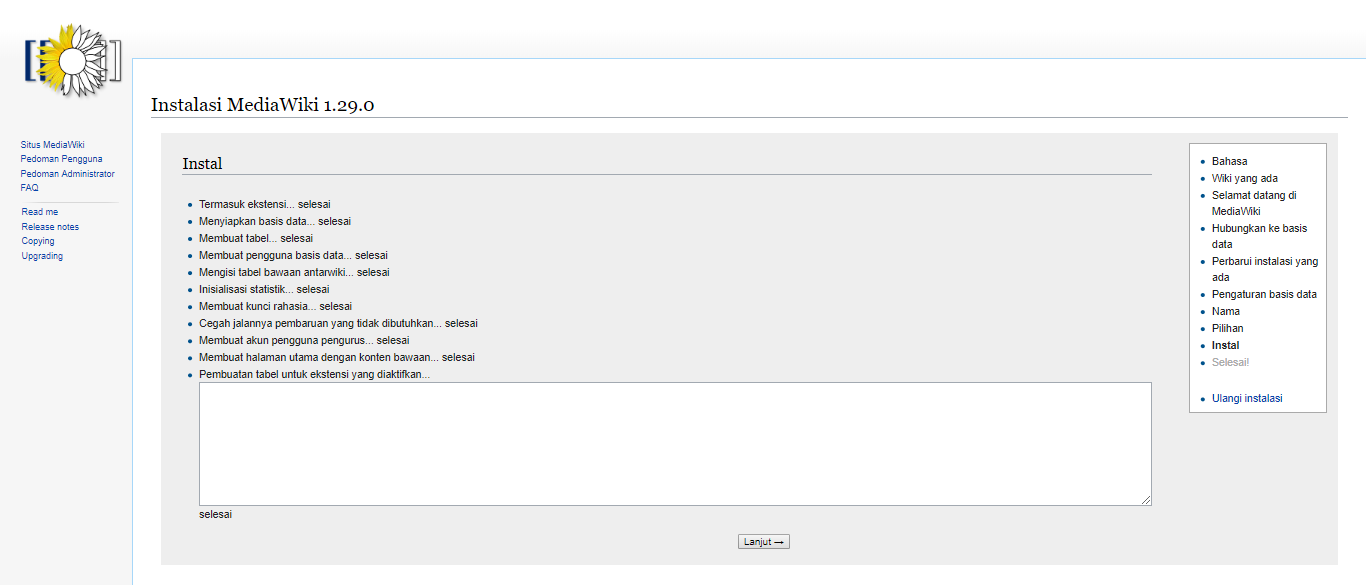 Situs MediaWiki
Pedoman Pengguna
Pedoman Administrator
FAQ
Read me
Release notes
Copying
Upgrading
Instalasi MediaWiki 1.29.0
Instal
Termasuk ekstensi... selesai
Menyiapkan basis data... selesai
Membuat tabel... selesai
Membuat pengguna basis data... selesai
Mengisi tabel bawaan antarwiki... selesai
Inisialisasi statistik... selesai
Membuat kunci rahasia... selesai
Cegah jalannya pembaruan yang tidak dibutuhkan... selesai
Membuat akun pengguna pengurus... selesai
Membuat halaman utama dengan konten bawaan... selesai
Pembuatan tabel untuk ekstensi yang diaktifkan...
selesai
Lanjut →
Bahasa
Wiki yang ada
Selamat datang di
MediaWiki
Hubungkan ke basis
data
Perbarui instalasi yang
ada
Pengaturan basis data
Nama
Pilihan
Instal
Selesai!
Ulangi instalasi